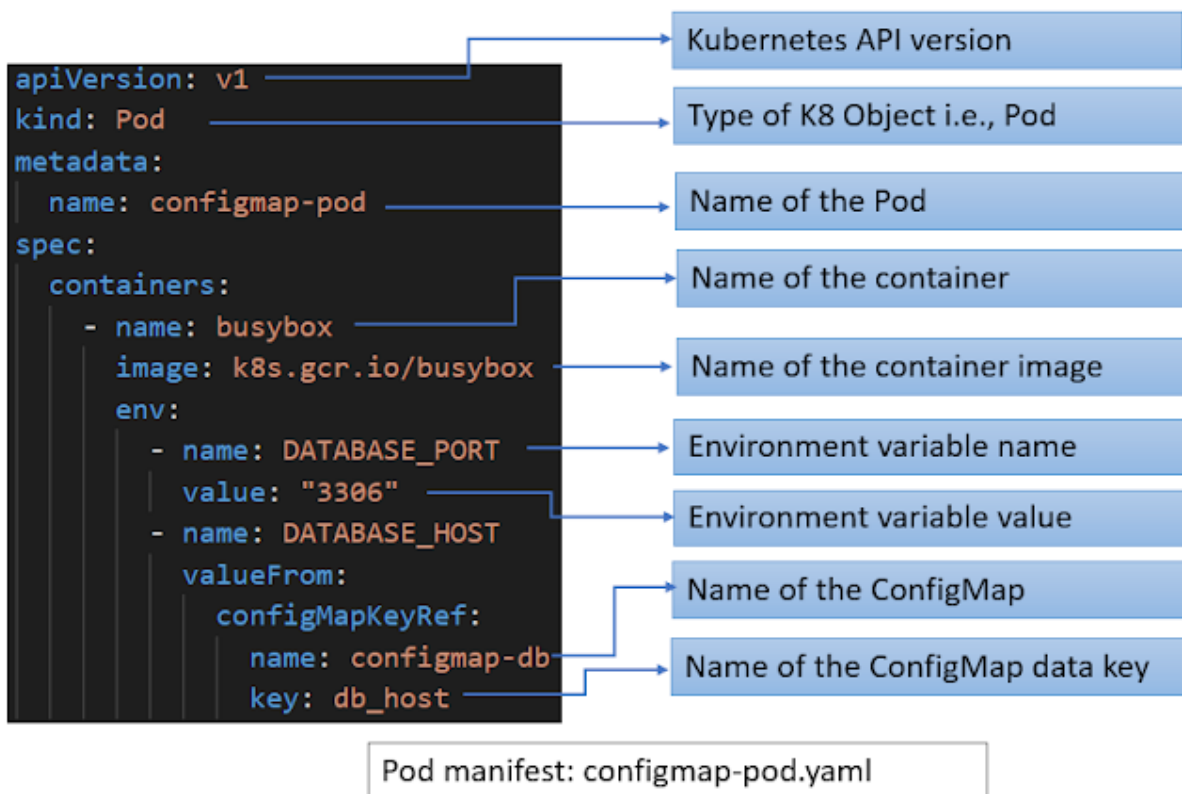 apiVersion: v1
kind: Pod
metadata:
  name: configmap-pod
spec:
  containers:
    - name: busybox
      image: k8s.gcr.io/busybox
      env:
        - name: DATABASE_PORT
          value: "3306"
        - name: DATABASE_HOST
          valueFrom:
            configMapKeyRef:
              name: configmap-db
              key: db_host
Kubernetes API version
Type of K8 Object i.e., Pod
Name of the Pod
Name of the container
Name of the container image
Environment variable name
Environment variable value
Name of the ConfigMap
Name of the ConfigMap data key
Pod manifest: configmap-pod.yaml